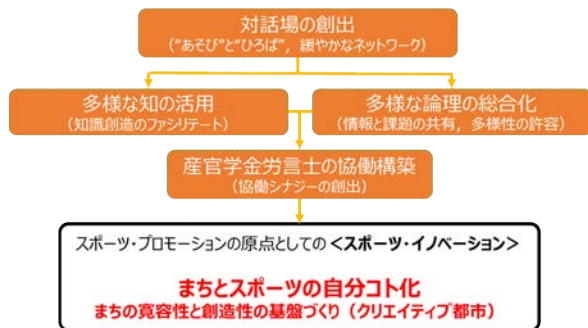 対話場の創出
(“あそび”と“ひろば”，緩やかなネットワーク)
多様な知の活用
(知識創造のファシリテート)
多様な論理の総合化
(情報と課題の共有，多様性の許容)
産官学金労言士の協働構築
(協働シナジーの創出)
スポーツ・プロモーションの原点としての <スポーツ・イノベーション>
まちとスポーツの自分コト化
まちの寛容性と創造性の基盤づくり（クリエイティブ都市）